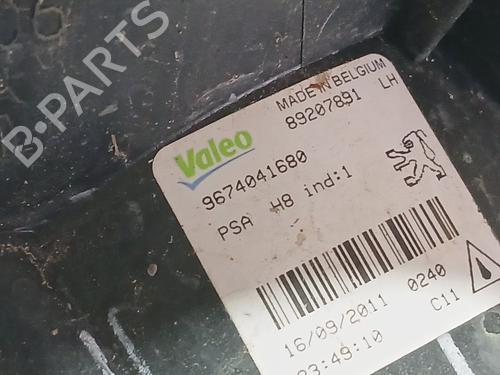 B-PARTS
MADE IN BELGIUM
89207891 LH
Valeo
9674041680
PSA H8 ind:1
16/09/2011 0240
23:49:10 C11